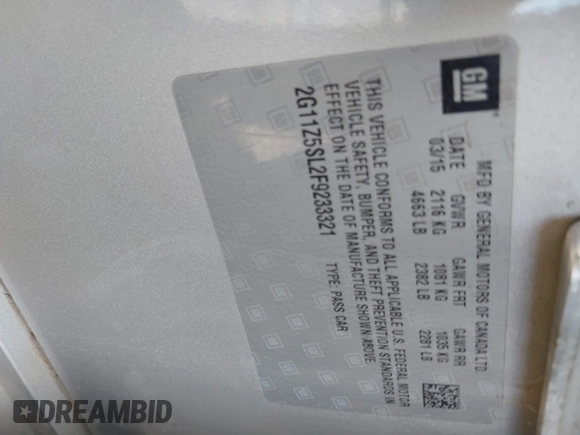 GM
MFD BY GENERAL MOTORS OF CANADA LTD.
DATE GVWR GAWR FRT GAWR RR
03/15 2116 KG 1081 KG 1035 KG
4663 LB 2382 LB 2281 LB
THIS VEHICLE CONFORMS TO ALL APPLICABLE U.S. FEDERAL MOTOR
VEHICLE SAFETY, BUMPER, AND THEFT PREVENTION STANDARDS IN
EFFECT ON THE DATE OF MANUFACTURE SHOWN ABOVE.
2G11Z5SL2F9233321 TYPE: PASS CAR
DREAMBID